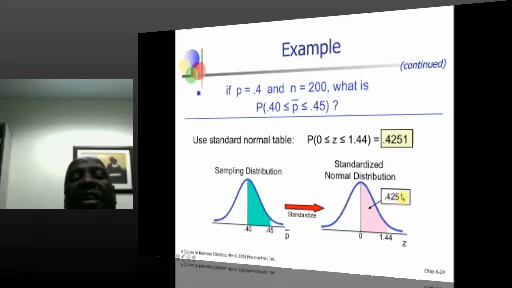 Example
(continued)
if p = .4 and n = 200, what is
P(.40 ≤ p̅ ≤ .45) ?
Use standard normal table: P(0 ≤ z ≤ 1.44) = .4251
Sampling Distribution
Standardized
Normal Distribution
.4251
Standardize
.40 .45 p̅
0 1.44 z
Chap 6-24